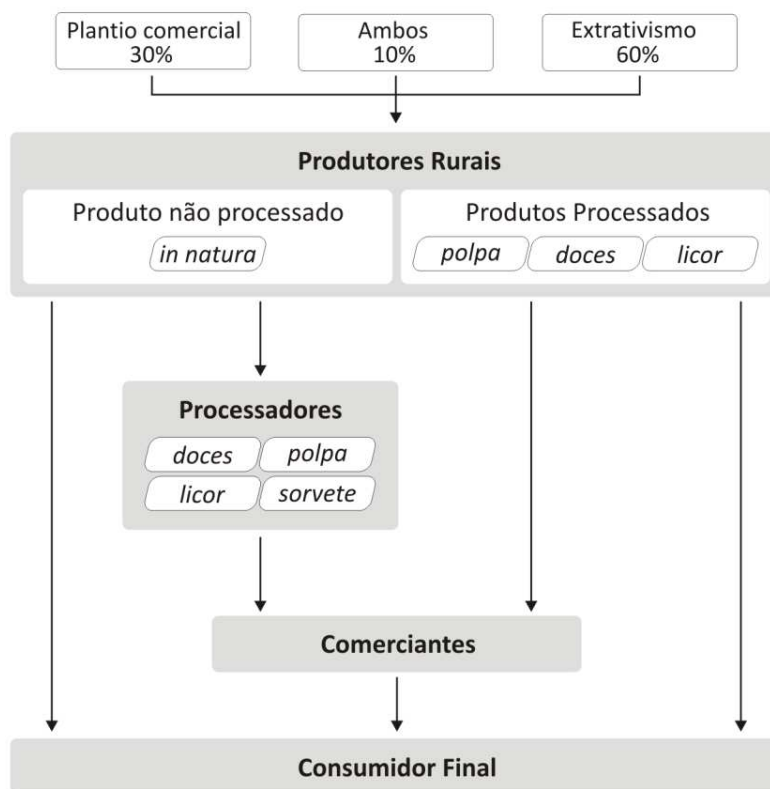 Plantio comercial
30%
Ambos
10%
Extrativismo
60%
Produtores Rurais
Produto não processado
in natura
Produtos Processados
polpa doces licor
Processadores
doces polpa
licor sorvete
Comerciantes
Consumidor Final